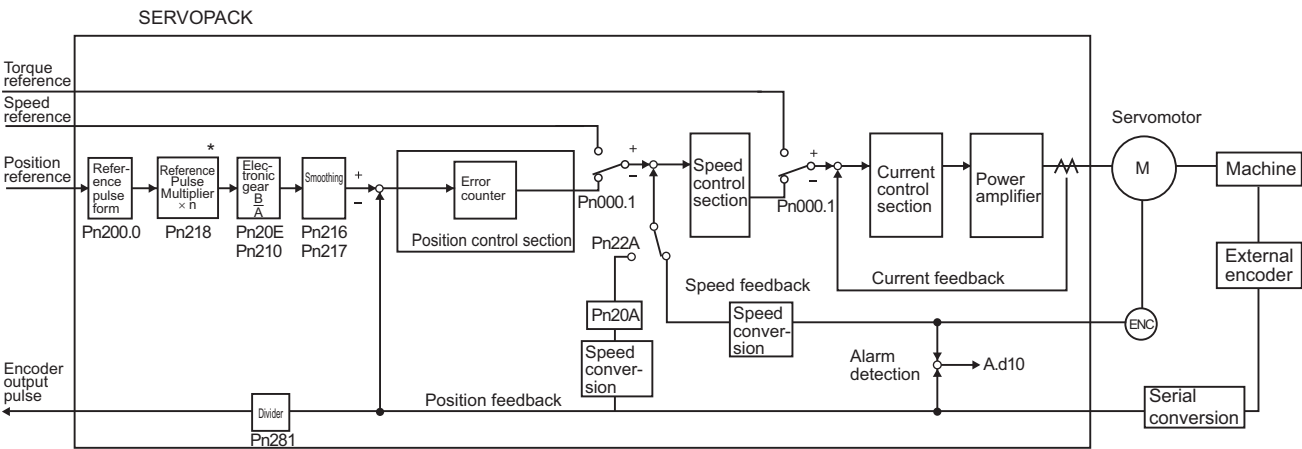 SERVOPACK
Torque
reference
Speed
reference
Position
reference
Refer-
ence
pulse
form
Pn200.0
*
Reference
Pulse
Multiplier
× n
Pn218
Elec-
tronic
gear
B
A
Pn20E
Pn210
Smoothing
Pn216
Pn217
+
−
Error
counter
Position control section
+
−
Pn000.1
Speed
control
section
+
−
Pn000.1
Current
control
section
Power
amplifier
Servomotor
M
Machine
External
encoder
Pn22A
Pn20A
Speed
conver-
sion
Speed feedback
Speed
conver-
sion
Current feedback
ENC
Alarm
detection
A.d10
Serial
conversion
Encoder
output
pulse
Divider
Pn281
Position feedback